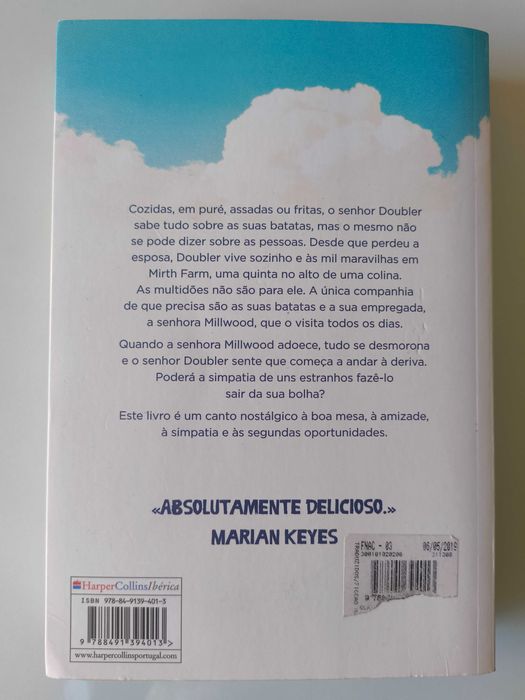 Cozidas, em puré, assadas ou fritas, o senhor Doubler
sabe tudo sobre as suas batatas, mas o mesmo não
se pode dizer sobre as pessoas. Desde que perdeu a
esposa, Doubler vive sozinho e às mil maravilhas em
Mirth Farm, uma quinta no alto de uma colina.
As multidões não são para ele. A única companhia
de que precisa são as suas batatas e a sua empregada,
a senhora Millwood, que o visita todos os dias.
Quando a senhora Millwood adoece, tudo se desmorona
e o senhor Doubler sente que começa a andar à deriva.
Poderá a simpatia de uns estranhos fazê-lo
sair da sua bolha?
Este livro é um canto nostálgico à boa mesa, à amizade,
à simpatia e às segundas oportunidades.
«ABSOLUTAMENTE DELICIOSO.»
MARIAN KEYES
FNAC - 03 06/05/2019
HarperCollins Ibérica
ISBN 978-84-9139-401-3
9 788491 394013 >
www.harpercollinsportugal.com